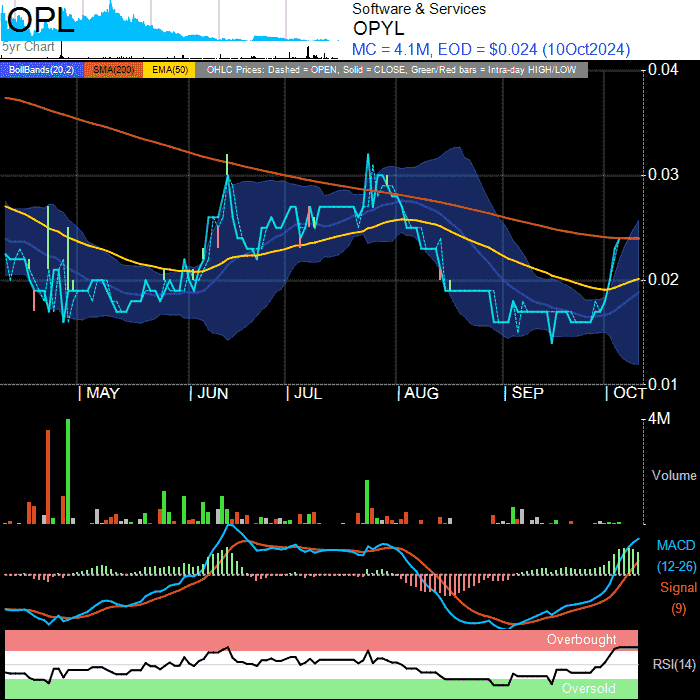 OPL
5yr Chart
Software & Services
OPYL
MC = 4.1M, EOD = $0.024 (10Oct2024)
BollBands(20,2) SMA(200) EMA(50) OHLC Prices: Dashed = OPEN, Solid = CLOSE, Green/Red bars = Intra-day HIGH/LOW
0.04
0.03
0.02
0.01
| MAY | JUN | JUL | AUG | SEP | OCT
4M
Volume
MACD
(12-26)
Signal
(9)
Overbought
RSI(14)
Oversold